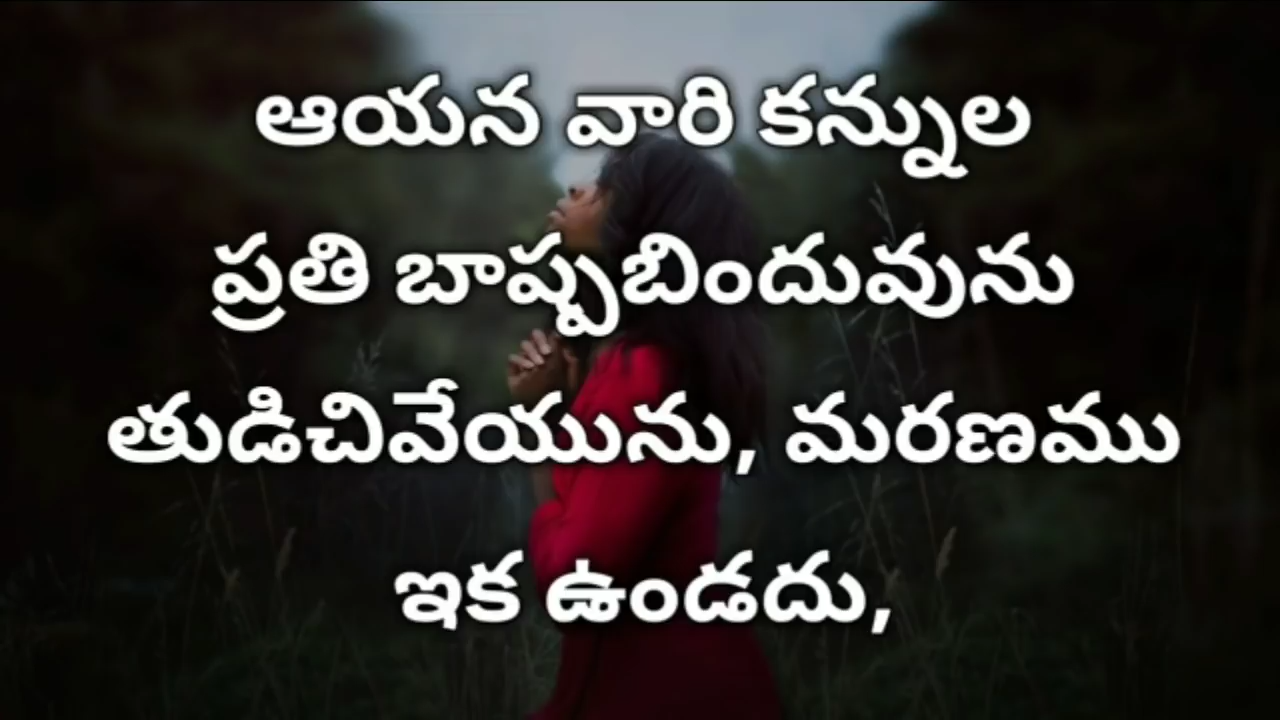 ఆయన వారి కన్నుల
ప్రతి బాష్పబిందువును
తుడిచివేయును, మరణము
ఇక ఉండదు,